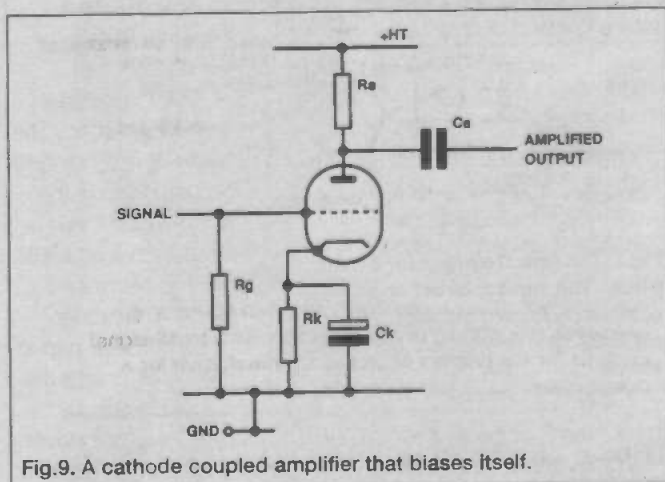 +HT
Ra
Ca
AMPLIFIED
OUTPUT
SIGNAL
Rg
Rk
Ck
GND
Fig.9. A cathode coupled amplifier that biases itself.